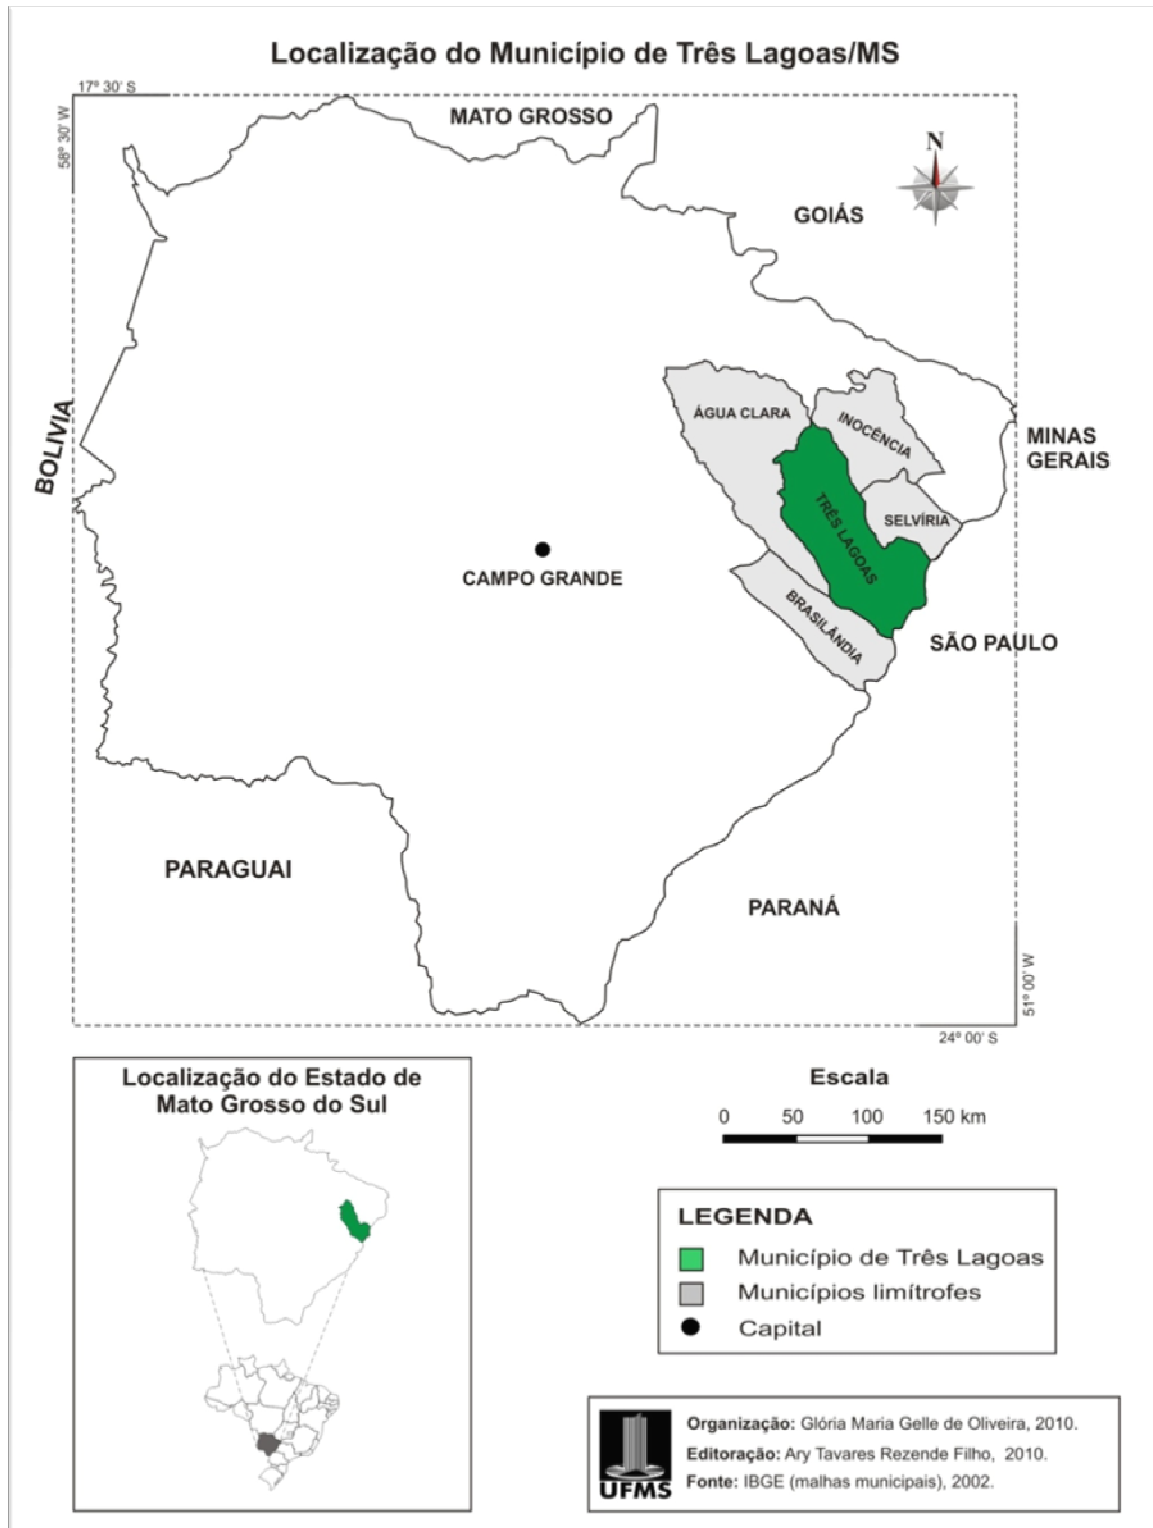 Localização do Município de Três Lagoas/MS
17º 30' S
58º 30' W
MATO GROSSO
N
GOIÁS
BOLIVIA
ÁGUA CLARA
INOCÊNCIA
MINAS
GERAIS
TRÊS LAGOAS
SELVÍRIA
CAMPO GRANDE
BRASILÂNDIA
SÃO PAULO
PARAGUAI
PARANÁ
51º 00' W
24º 00' S
Localização do Estado de
Mato Grosso do Sul
Escala
0 50 100 150 km
LEGENDA
Município de Três Lagoas
Municípios limítrofes
Capital
UFMS
Organização: Glória Maria Gelle de Oliveira, 2010.
Editoração: Ary Tavares Rezende Filho, 2010.
Fonte: IBGE (malhas municipais), 2002.